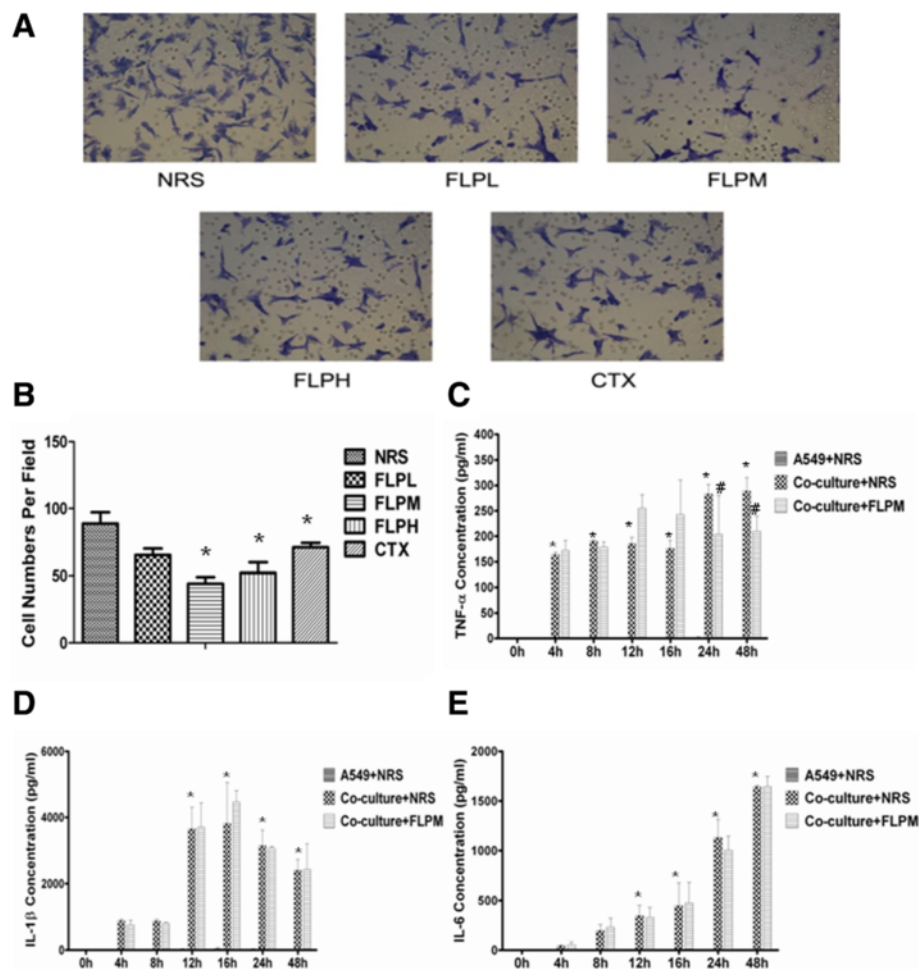 A
NRS
FLPL
FLPM
FLPH
CTX
B
Cell Numbers Per Field
150
100
50
0
*
*
*
NRS
FLPL
FLPM
FLPH
CTX
C
TNF-α Concentration (pg/ml)
400
350
300
250
200
150
100
50
0
*
*
*
*
*
#
*
#
0h 4h 8h 12h 16h 24h 48h
A549+NRS
Co-culture+NRS
Co-culture+FLPM
D
IL-1β Concentration (pg/ml)
6000
4000
2000
0
*
*
*
*
0h 4h 8h 12h 16h 24h 48h
A549+NRS
Co-culture+NRS
Co-culture+FLPM
E
IL-6 Concentration (pg/ml)
2000
1500
1000
500
0
*
*
*
*
0h 4h 8h 12h 16h 24h 48h
A549+NRS
Co-culture+NRS
Co-culture+FLPM